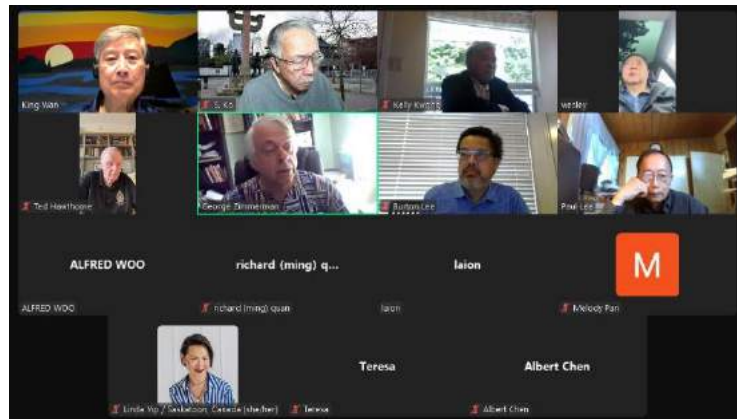 King Wan
S. Ko
Kelly Kwong
wesley
Ted Hawthorne
George Zimmerman
Burton Lee
Paul Lee
ALFRED WOO
richard (ming) q...
laion
M
ALFRED WOO
richard (ming) quan
laion
Melody Pan
Teresa
Albert Chen
Linda Yip / Saskatoon, Canada (she/her)
Teresa
Albert Chen